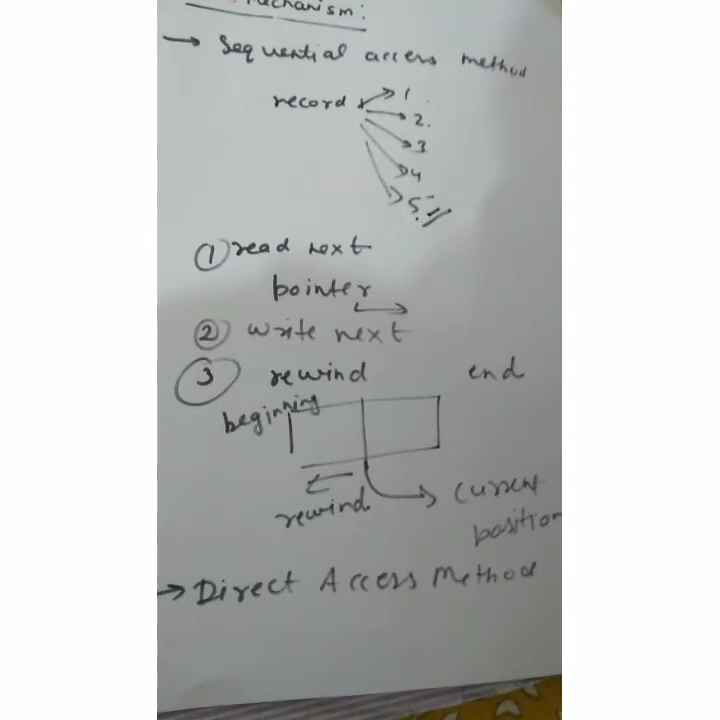 Mechanism:
→ Sequential access method
record → 1
→ 2.
→ 3
→ 4
→ 5.
① read next
pointer
② write next
③ rewind end
beginning
rewind
current
position
→ Direct Access Method